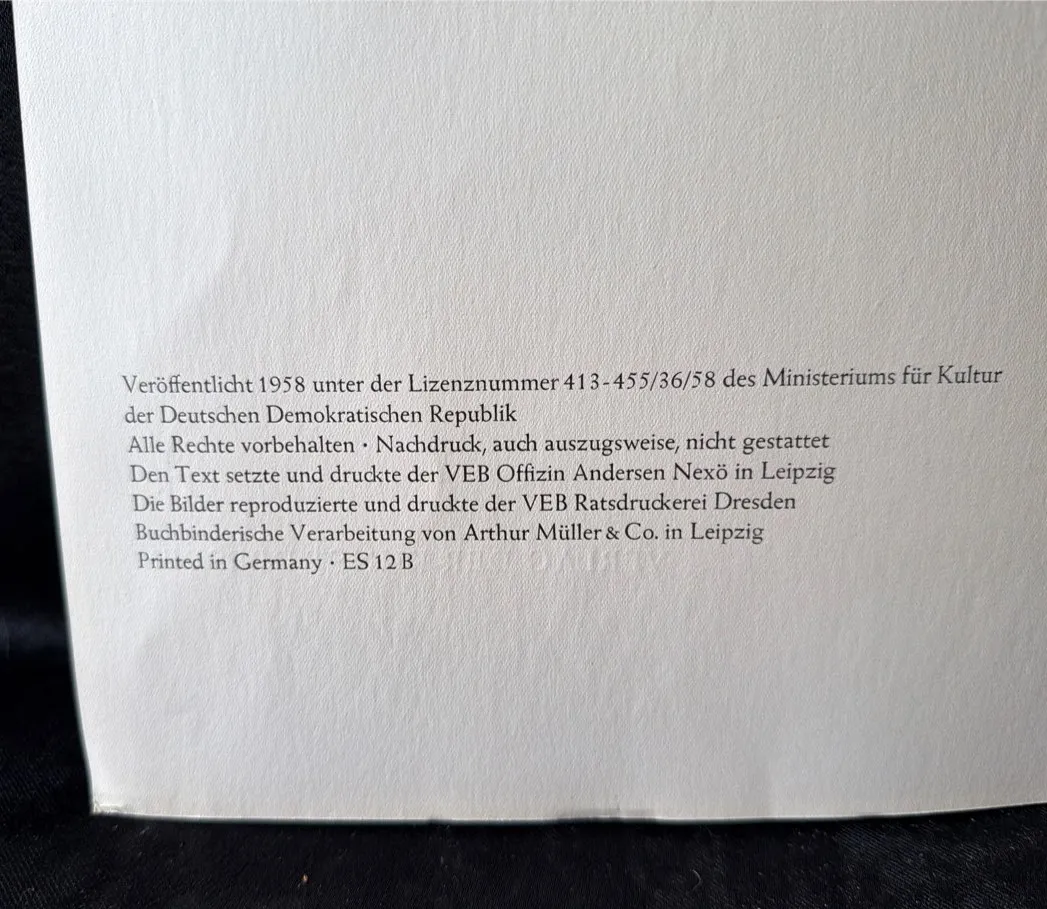 Veröffentlicht 1958 unter der Lizenznummer 413-455/36/58 des Ministeriums für Kultur
der Deutschen Demokratischen Republik
Alle Rechte vorbehalten · Nachdruck, auch auszugsweise, nicht gestattet
Den Text setzte und druckte der VEB Offizin Andersen Nexö in Leipzig
Die Bilder reproduzierte und druckte der VEB Ratsdruckerei Dresden
Buchbinderische Verarbeitung von Arthur Müller & Co. in Leipzig
Printed in Germany · ES 12 B